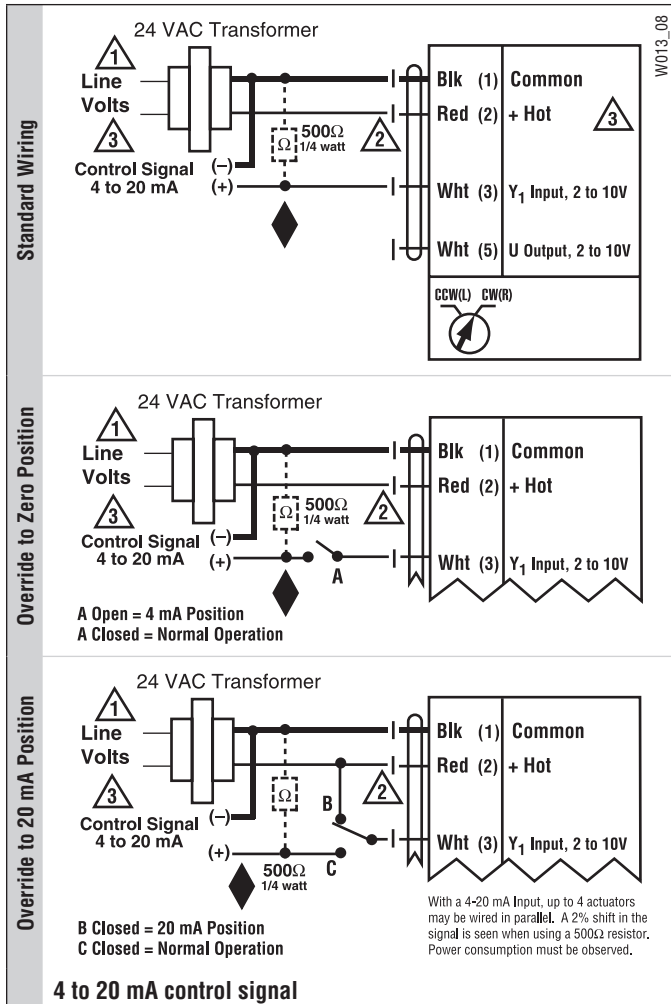 W013_08
Standard Wiring
24 VAC Transformer
1
Line
Volts
3
Control Signal
4 to 20 mA
(–)
(+)
Ω
500Ω
1/4 watt
2
Blk (1) Common
Red (2) + Hot
3
Wht (3) Y₁ Input, 2 to 10V
Wht (5) U Output, 2 to 10V
CCW(L) CW(R)
Override to Zero Position
24 VAC Transformer
1
Line
Volts
3
Control Signal
4 to 20 mA
(–)
(+)
Ω
500Ω
1/4 watt
2
A
Blk (1) Common
Red (2) + Hot
Wht (3) Y₁ Input, 2 to 10V
A Open = 4 mA Position
A Closed = Normal Operation
Override to 20 mA Position
24 VAC Transformer
1
Line
Volts
3
Control Signal
4 to 20 mA
(–)
(+)
Ω
500Ω
1/4 watt
B
C
2
Blk (1) Common
Red (2) + Hot
Wht (3) Y₁ Input, 2 to 10V
B Closed = 20 mA Position
C Closed = Normal Operation
With a 4-20 mA Input, up to 4 actuators
may be wired in parallel. A 2% shift in the
signal is seen when using a 500Ω resistor.
Power consumption must be observed.
4 to 20 mA control signal